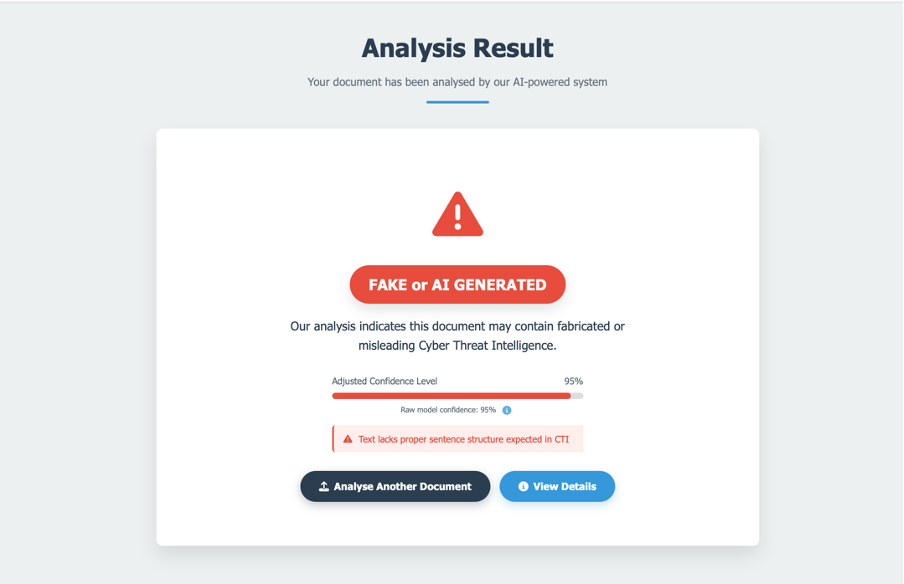 Analysis Result
Your document has been analysed by our AI-powered system
FAKE or AI GENERATED
Our analysis indicates this document may contain fabricated or
misleading Cyber Threat Intelligence.
Adjusted Confidence Level 95%
Raw model confidence: 95%
Text lacks proper sentence structure expected in CTI
Analyse Another Document View Details